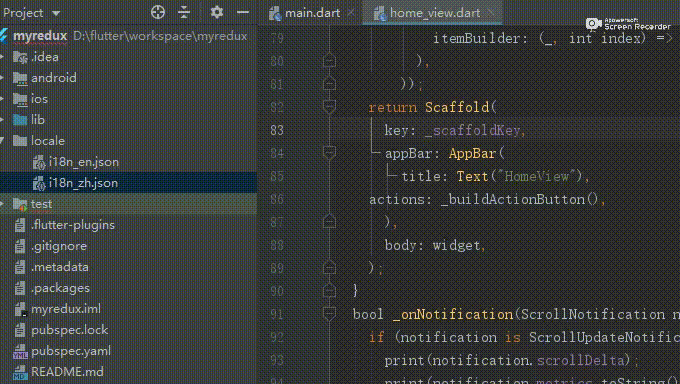 Project
myredux D:\flutter\workspace\myredux
.idea
android
ios
lib
locale
i18n_en.json
i18n_zh.json
test
.flutter-plugins
.gitignore
.metadata
.packages
myredux.iml
pubspec.lock
pubspec.yaml
README.md
main.dart
home_view.dart
Apowersoft
Screen Recorder
79 itemBuilder: (_, int index) =>
80 ),
81 ));
82 return Scaffold(
83 key: _scaffoldKey,
84 appBar: AppBar(
85 title: Text("HomeView"),
86 actions: _buildActionButton(),
87 ),
88 body: widget,
89 );
90 }
91 bool _onNotification(ScrollNotification n
92 if (notification is ScrollUpdateNotific
93 print(notification.scrollDelta);
94 print(notification.metrics.toString()